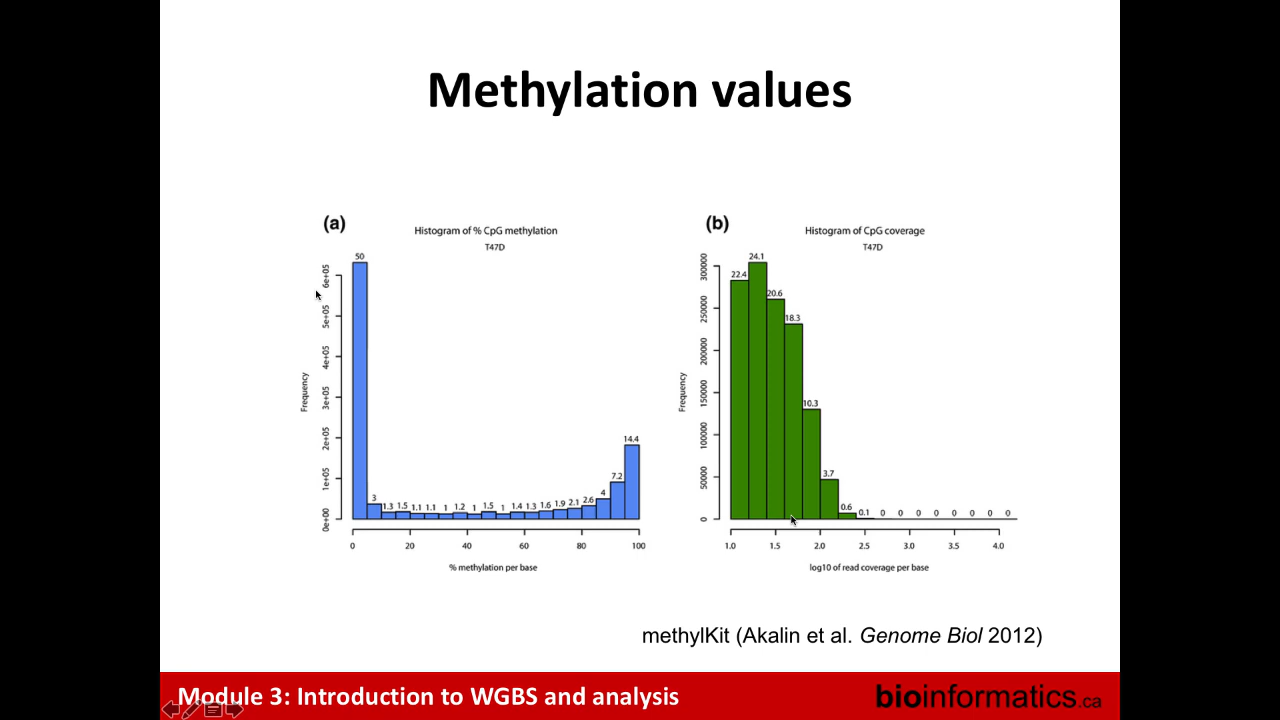 Methylation values
(a)
Histogram of % CpG methylation
T47D
50
3
1.3
1.5
1.1
1.1
1
1.2
1
1.5
1
1.4
1.3
1.6
1.9
2.1
2.6
4
7.2
14.4
Frequency
0e+00
1e+05
2e+05
3e+05
4e+05
5e+05
6e+05
0 20 40 60 80 100
% methylation per base
(b)
Histogram of CpG coverage
T47D
22.4
24.1
20.6
18.3
10.3
3.7
0.6
0.1
0 0 0 0 0 0 0 0
Frequency
0
50000
100000
150000
200000
250000
300000
1.0 1.5 2.0 2.5 3.0 3.5 4.0
log10 of read coverage per base
methylKit (Akalin et al. Genome Biol 2012)
Module 3: Introduction to WGBS and analysis
bioinformatics.ca